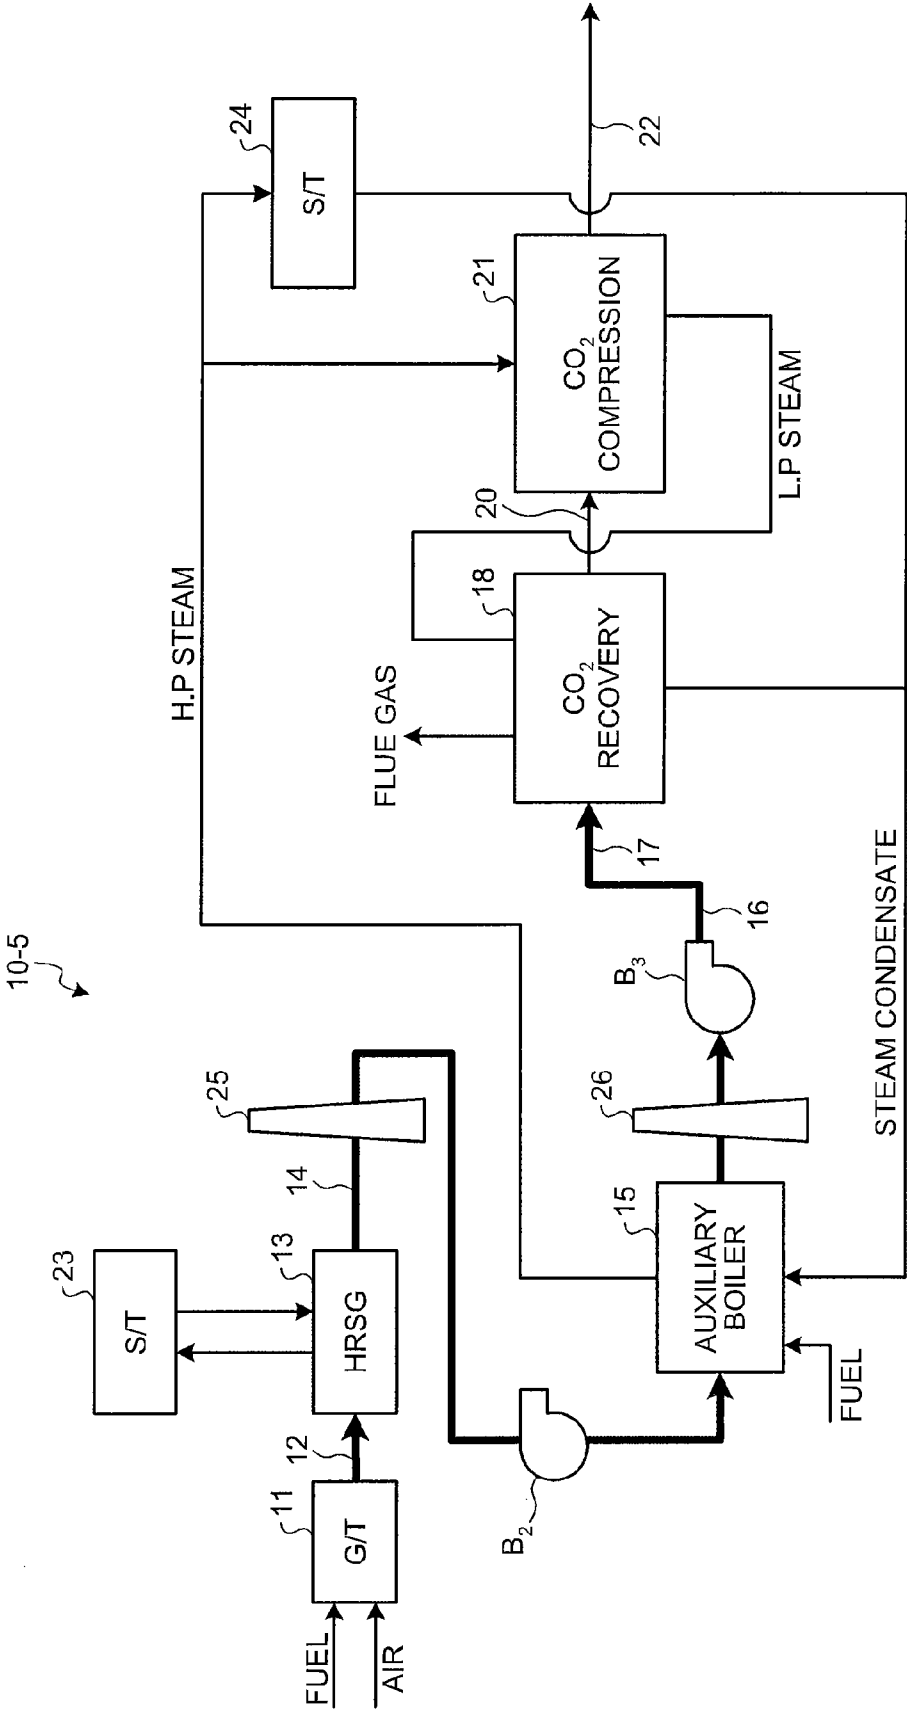 10-5
H.P STEAM
24
S/T
23
S/T
25
FLUE GAS
22
FUEL
AIR
11
G/T
12
13
HRSG
14
18
CO2
RECOVERY
20
21
CO2
COMPRESSION
B2
17
16
L.P STEAM
15
AUXILIARY
BOILER
26
B3
FUEL
STEAM CONDENSATE